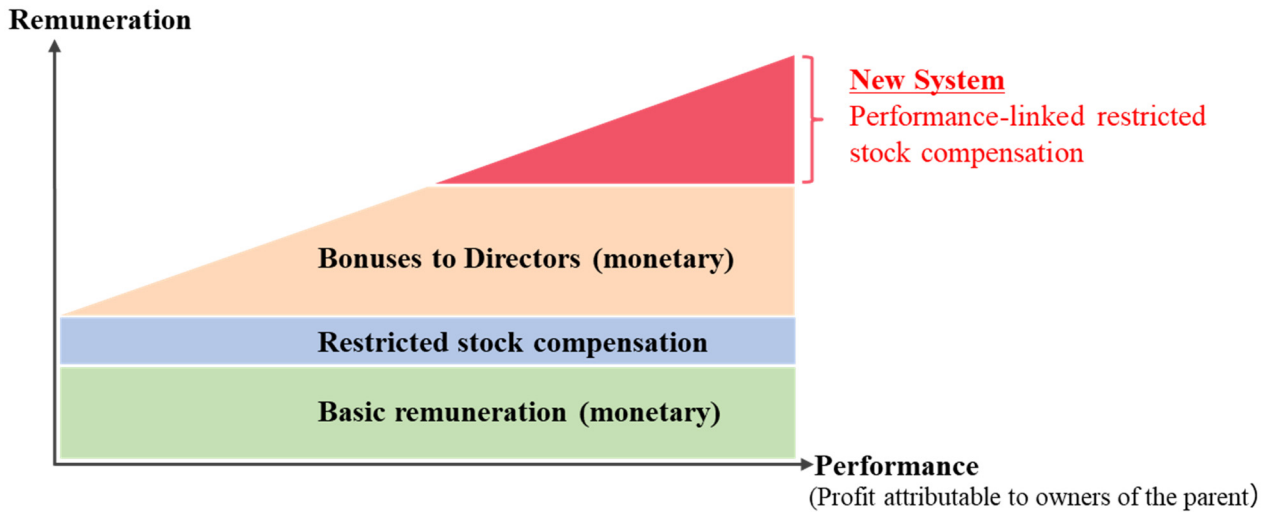 Remuneration
New System
Performance-linked restricted
stock compensation
Bonuses to Directors (monetary)
Restricted stock compensation
Basic remuneration (monetary)
Performance
(Profit attributable to owners of the parent）